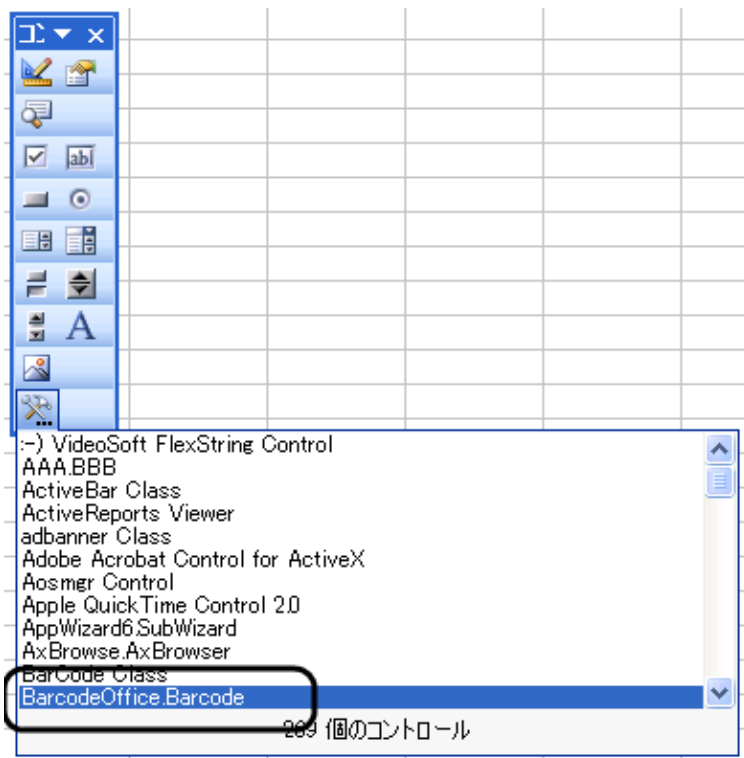 コン
abl
A
:-) VideoSoft FlexString Control
AAA.BBB
ActiveBar Class
ActiveReports Viewer
adbanner Class
Adobe Acrobat Control for ActiveX
Aosmgr Control
Apple QuickTime Control 2.0
AppWizard6.SubWizard
AxBrowse.AxBrowser
BarCode Class
BarcodeOffice.Barcode
269 個のコントロール